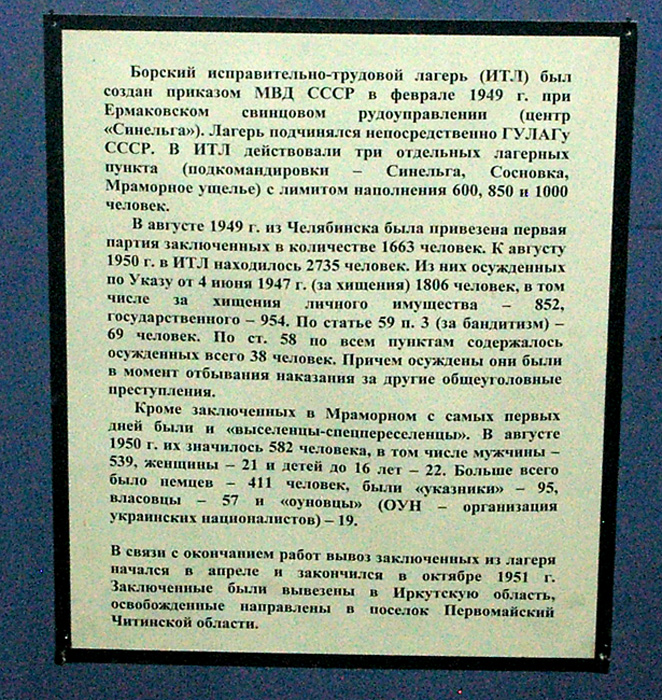 Борский исправительно-трудовой лагерь (ИТЛ) был
создан приказом МВД СССР в феврале 1949 г. при
Ермаковском свинцовом рудоуправлении (центр
«Синельга»). Лагерь подчинялся непосредственно ГУЛАГу
СССР. В ИТЛ действовали три отдельных лагерных
пункта (подкомандировки – Синельга, Сосновка,
Мраморное ущелье) с лимитом наполнения 600, 850 и 1000
человек.
В августе 1949 г. из Челябинска была привезена первая
партия заключенных в количестве 1663 человек. К августу
1950 г. в ИТЛ находилось 2735 человек. Из них осужденных
по Указу от 4 июня 1947 г. (за хищения) 1806 человек, в том
числе за хищения личного имущества – 852,
государственного – 954. По статье 59 п. 3 (за бандитизм) –
69 человек. По ст. 58 по всем пунктам содержалось
осужденных всего 38 человек. Причем осуждены они были
в момент отбывания наказания за другие общеуголовные
преступления.
Кроме заключенных в Мраморном с самых первых
дней были и «выселенцы-спецпереселенцы». В августе
1950 г. их значилось 582 человека, в том числе мужчины –
539, женщины – 21 и детей до 16 лет – 22. Больше всего
было немцев – 411 человек, были «указники» – 95,
власовцы – 57 и «оуновцы» (ОУН – организация
украинских националистов) – 19.
В связи с окончанием работ вывоз заключенных из лагеря
начался в апреле и закончился в октябре 1951 г.
Заключенные были вывезены в Иркутскую область,
освобожденные направлены в поселок Первомайский
Читинской области.